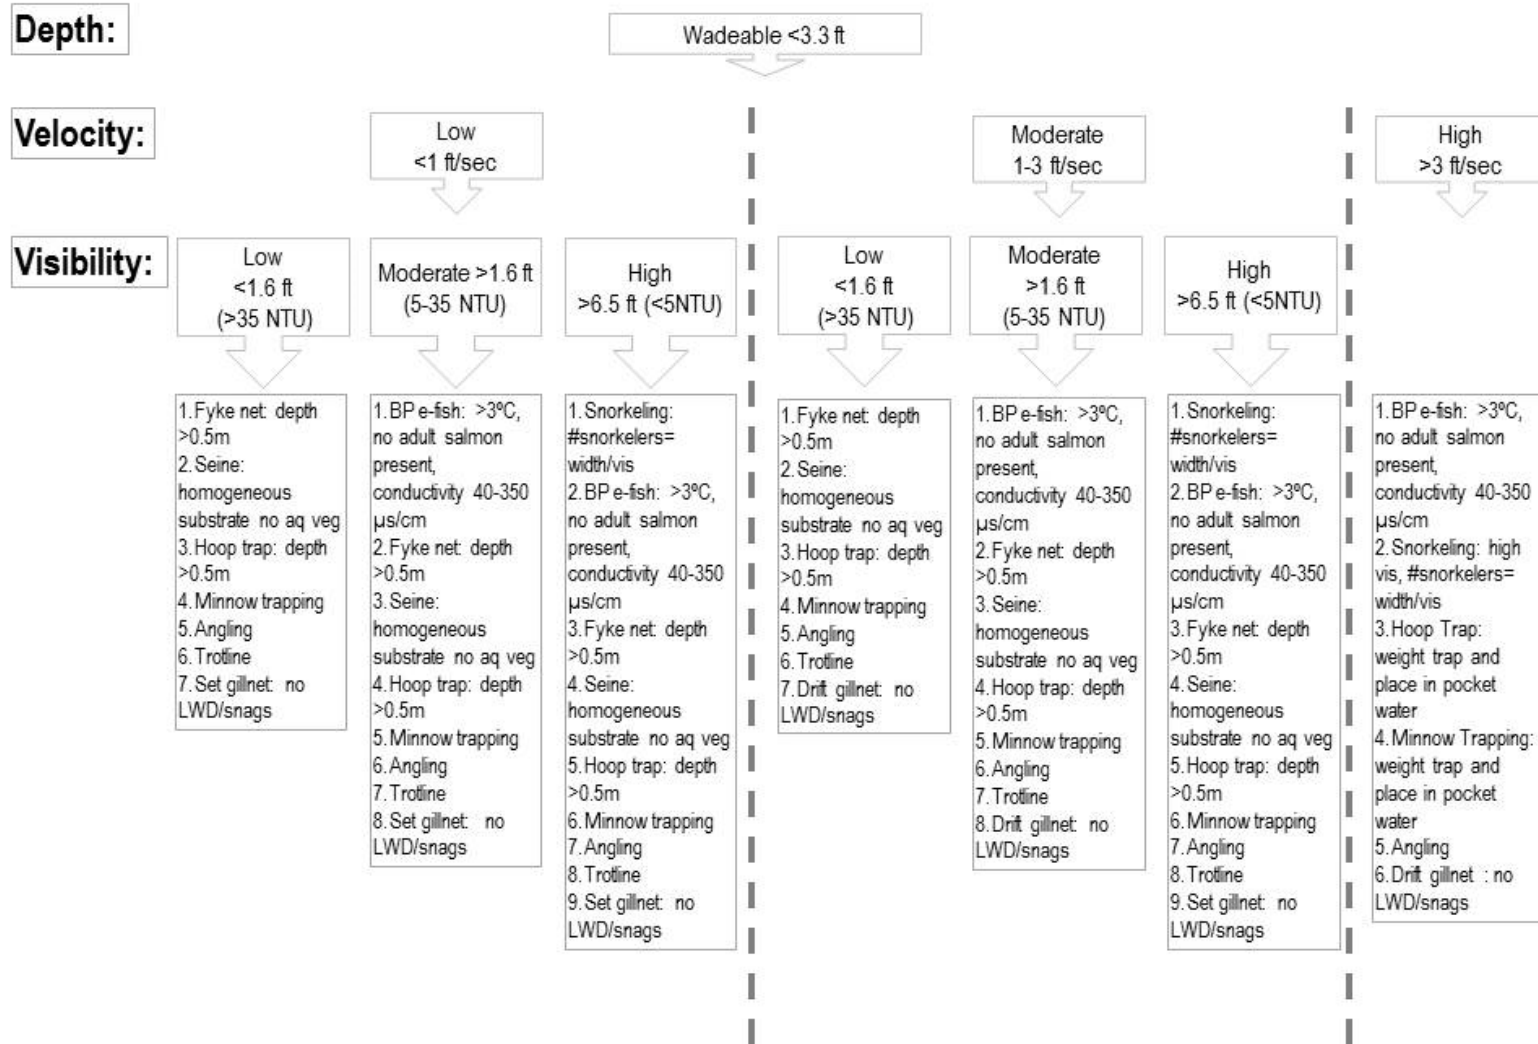 Depth:
Wadeable <3.3 ft
Velocity:
Low
<1 ft/sec
Moderate
1-3 ft/sec
High
>3 ft/sec
Visibility:
Low
<1.6 ft
(>35 NTU)
Moderate >1.6 ft
(5-35 NTU)
High
>6.5 ft (<5NTU)
Low
<1.6 ft
(>35 NTU)
Moderate
>1.6 ft
(5-35 NTU)
High
>6.5 ft (<5NTU)
1.Fyke net: depth
>0.5m
2.Seine:
homogeneous
substrate no aq veg
3.Hoop trap: depth
>0.5m
4.Minnow trapping
5.Angling
6.Trotline
7.Set gillnet: no
LWD/snags
1.BP e-fish: >3ºC,
no adult salmon
present,
conductivity 40-350
µs/cm
2.Fyke net: depth
>0.5m
3.Seine:
homogeneous
substrate no aq veg
4.Hoop trap: depth
>0.5m
5.Minnow trapping
6.Angling
7.Trotline
8.Set gillnet: no
LWD/snags
1.Snorkeling:
#snorkelers=
width/vis
2.BP e-fish: >3ºC,
no adult salmon
present,
conductivity 40-350
µs/cm
3.Fyke net: depth
>0.5m
4.Seine:
homogeneous
substrate no aq veg
5.Hoop trap: depth
>0.5m
6.Minnow trapping
7.Angling
8.Trotline
9.Set gillnet: no
LWD/snags
1.Fyke net: depth
>0.5m
2.Seine:
homogeneous
substrate no aq veg
3.Hoop trap: depth
>0.5m
4.Minnow trapping
5.Angling
6.Trotline
7.Drift gillnet: no
LWD/snags
1.BP e-fish: >3ºC,
no adult salmon
present,
conductivity 40-350
µs/cm
2.Fyke net: depth
>0.5m
3.Seine:
homogeneous
substrate no aq veg
4.Hoop trap: depth
>0.5m
5.Minnow trapping
6.Angling
7.Trotline
8.Drift gillnet: no
LWD/snags
1.Snorkeling:
#snorkelers=
width/vis
2.BP e-fish: >3ºC,
no adult salmon
present,
conductivity 40-350
µs/cm
3.Fyke net: depth
>0.5m
4.Seine:
homogeneous
substrate no aq veg
5.Hoop trap: depth
>0.5m
6.Minnow trapping
7.Angling
8.Trotline
9.Set gillnet: no
LWD/snags
1.BP e-fish: >3ºC,
no adult salmon
present,
conductivity 40-350
µs/cm
2.Snorkeling: high
vis, #snorkelers=
width/vis
3.Hoop Trap:
weight trap and
place in pocket
water
4.Minnow Trapping:
weight trap and
place in pocket
water
5.Angling
6.Drift gillnet : no
LWD/snags